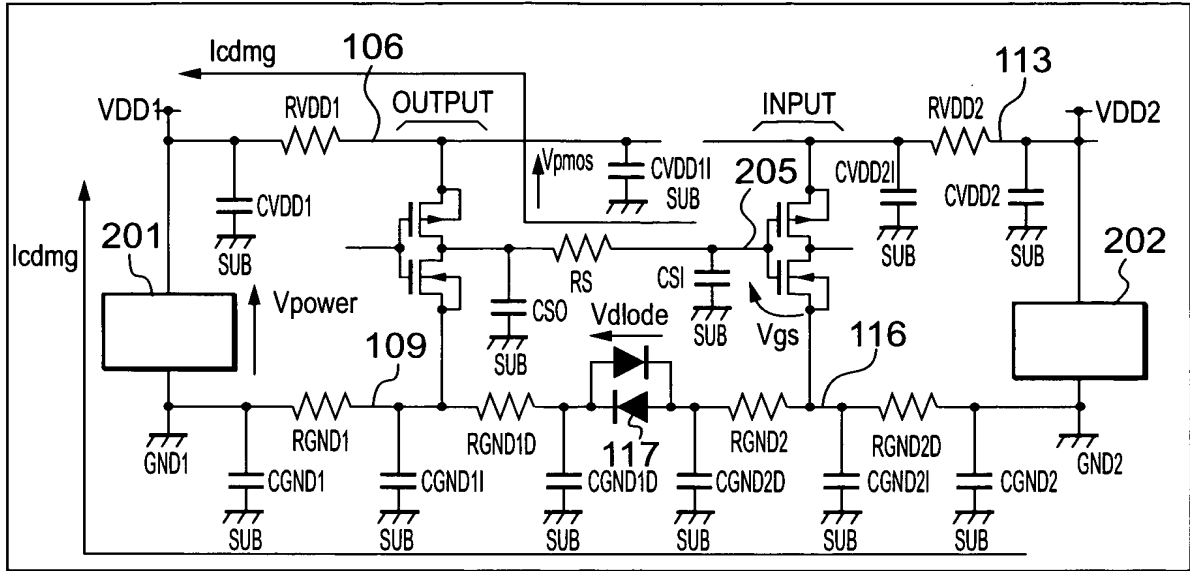 Icdmg
106
113
VDD1
RVDD1
OUTPUT
INPUT
RVDD2
VDD2
Vpmos
CVDD1I
SUB
205
CVDD2I
SUB
CVDD2
SUB
CVDD1
SUB
201
Icdmg
RS
CSI
SUB
202
Vpower
CSO
SUB
Vdlode
Vgs
109
116
RGND1
RGND1D
117
RGND2
RGND2D
GND1
GND2
CGND1
CGND1I
CGND1D
CGND2D
CGND2I
CGND2
SUB
SUB
SUB
SUB
SUB
SUB